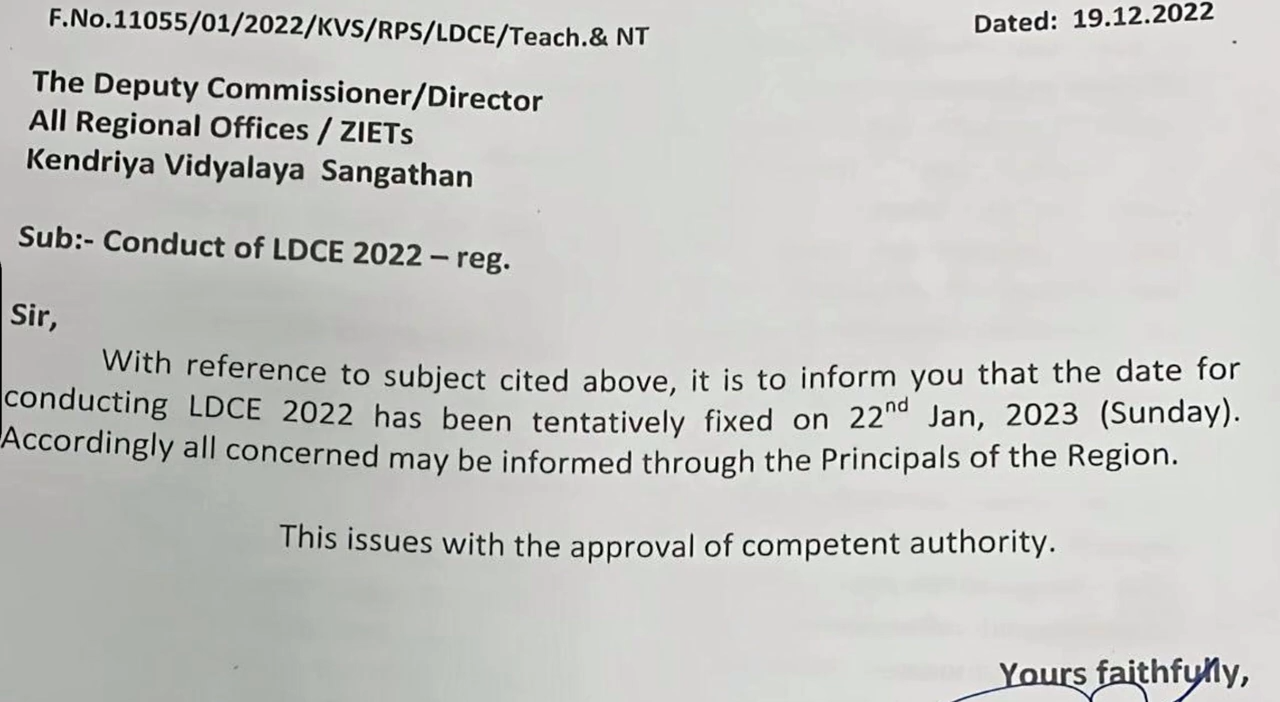 F.No.11055/01/2022/KVS/RPS/LDCE/Teach.& NT
Dated: 19.12.2022
The Deputy Commissioner/Director
All Regional Offices / ZIETs
Kendriya Vidyalaya Sangathan
Sub:- Conduct of LDCE 2022 – reg.
Sir,
With reference to subject cited above, it is to inform you that the date for
conducting LDCE 2022 has been tentatively fixed on 22nd Jan, 2023 (Sunday).
Accordingly all concerned may be informed through the Principals of the Region.
This issues with the approval of competent authority.
Yours faithfully,